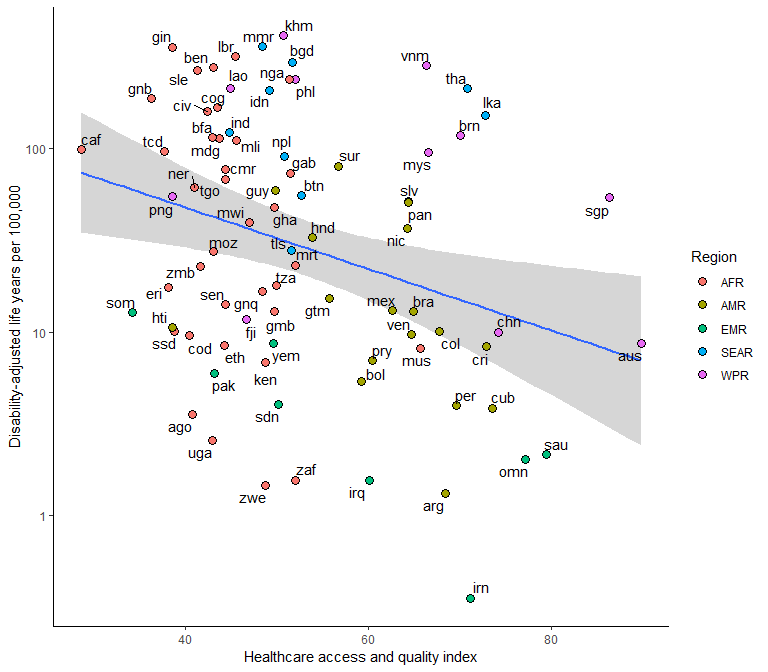 khm
mmr
gin
lbr
bgd
ben
vnm
nga
sle
lao
tha
phl
gnb
idn
cog
civ
lka
ind
bfa
brn
mli
mdg
npl
100
caf
tcd
sur
gab
mys
cmr
ner
tgo
guy
btn
slv
sgp
png
mwi
gha
pan
hnd
nic
moz
tls
mrt
zmb
tza
eri
sen
gnq
gtm
som
mex
bra
chn
hti
fji
gmb
ven
10
ssd
cod
col
eth
yem
pry
mus
cri
aus
ken
bol
pak
per
cub
sdn
ago
uga
sau
omn
zaf
zwe
irq
arg
1
irn
40
60
80
Healthcare access and quality index
Disability-adjusted life years per 100,000
Region
AFR
AMR
EMR
SEAR
WPR